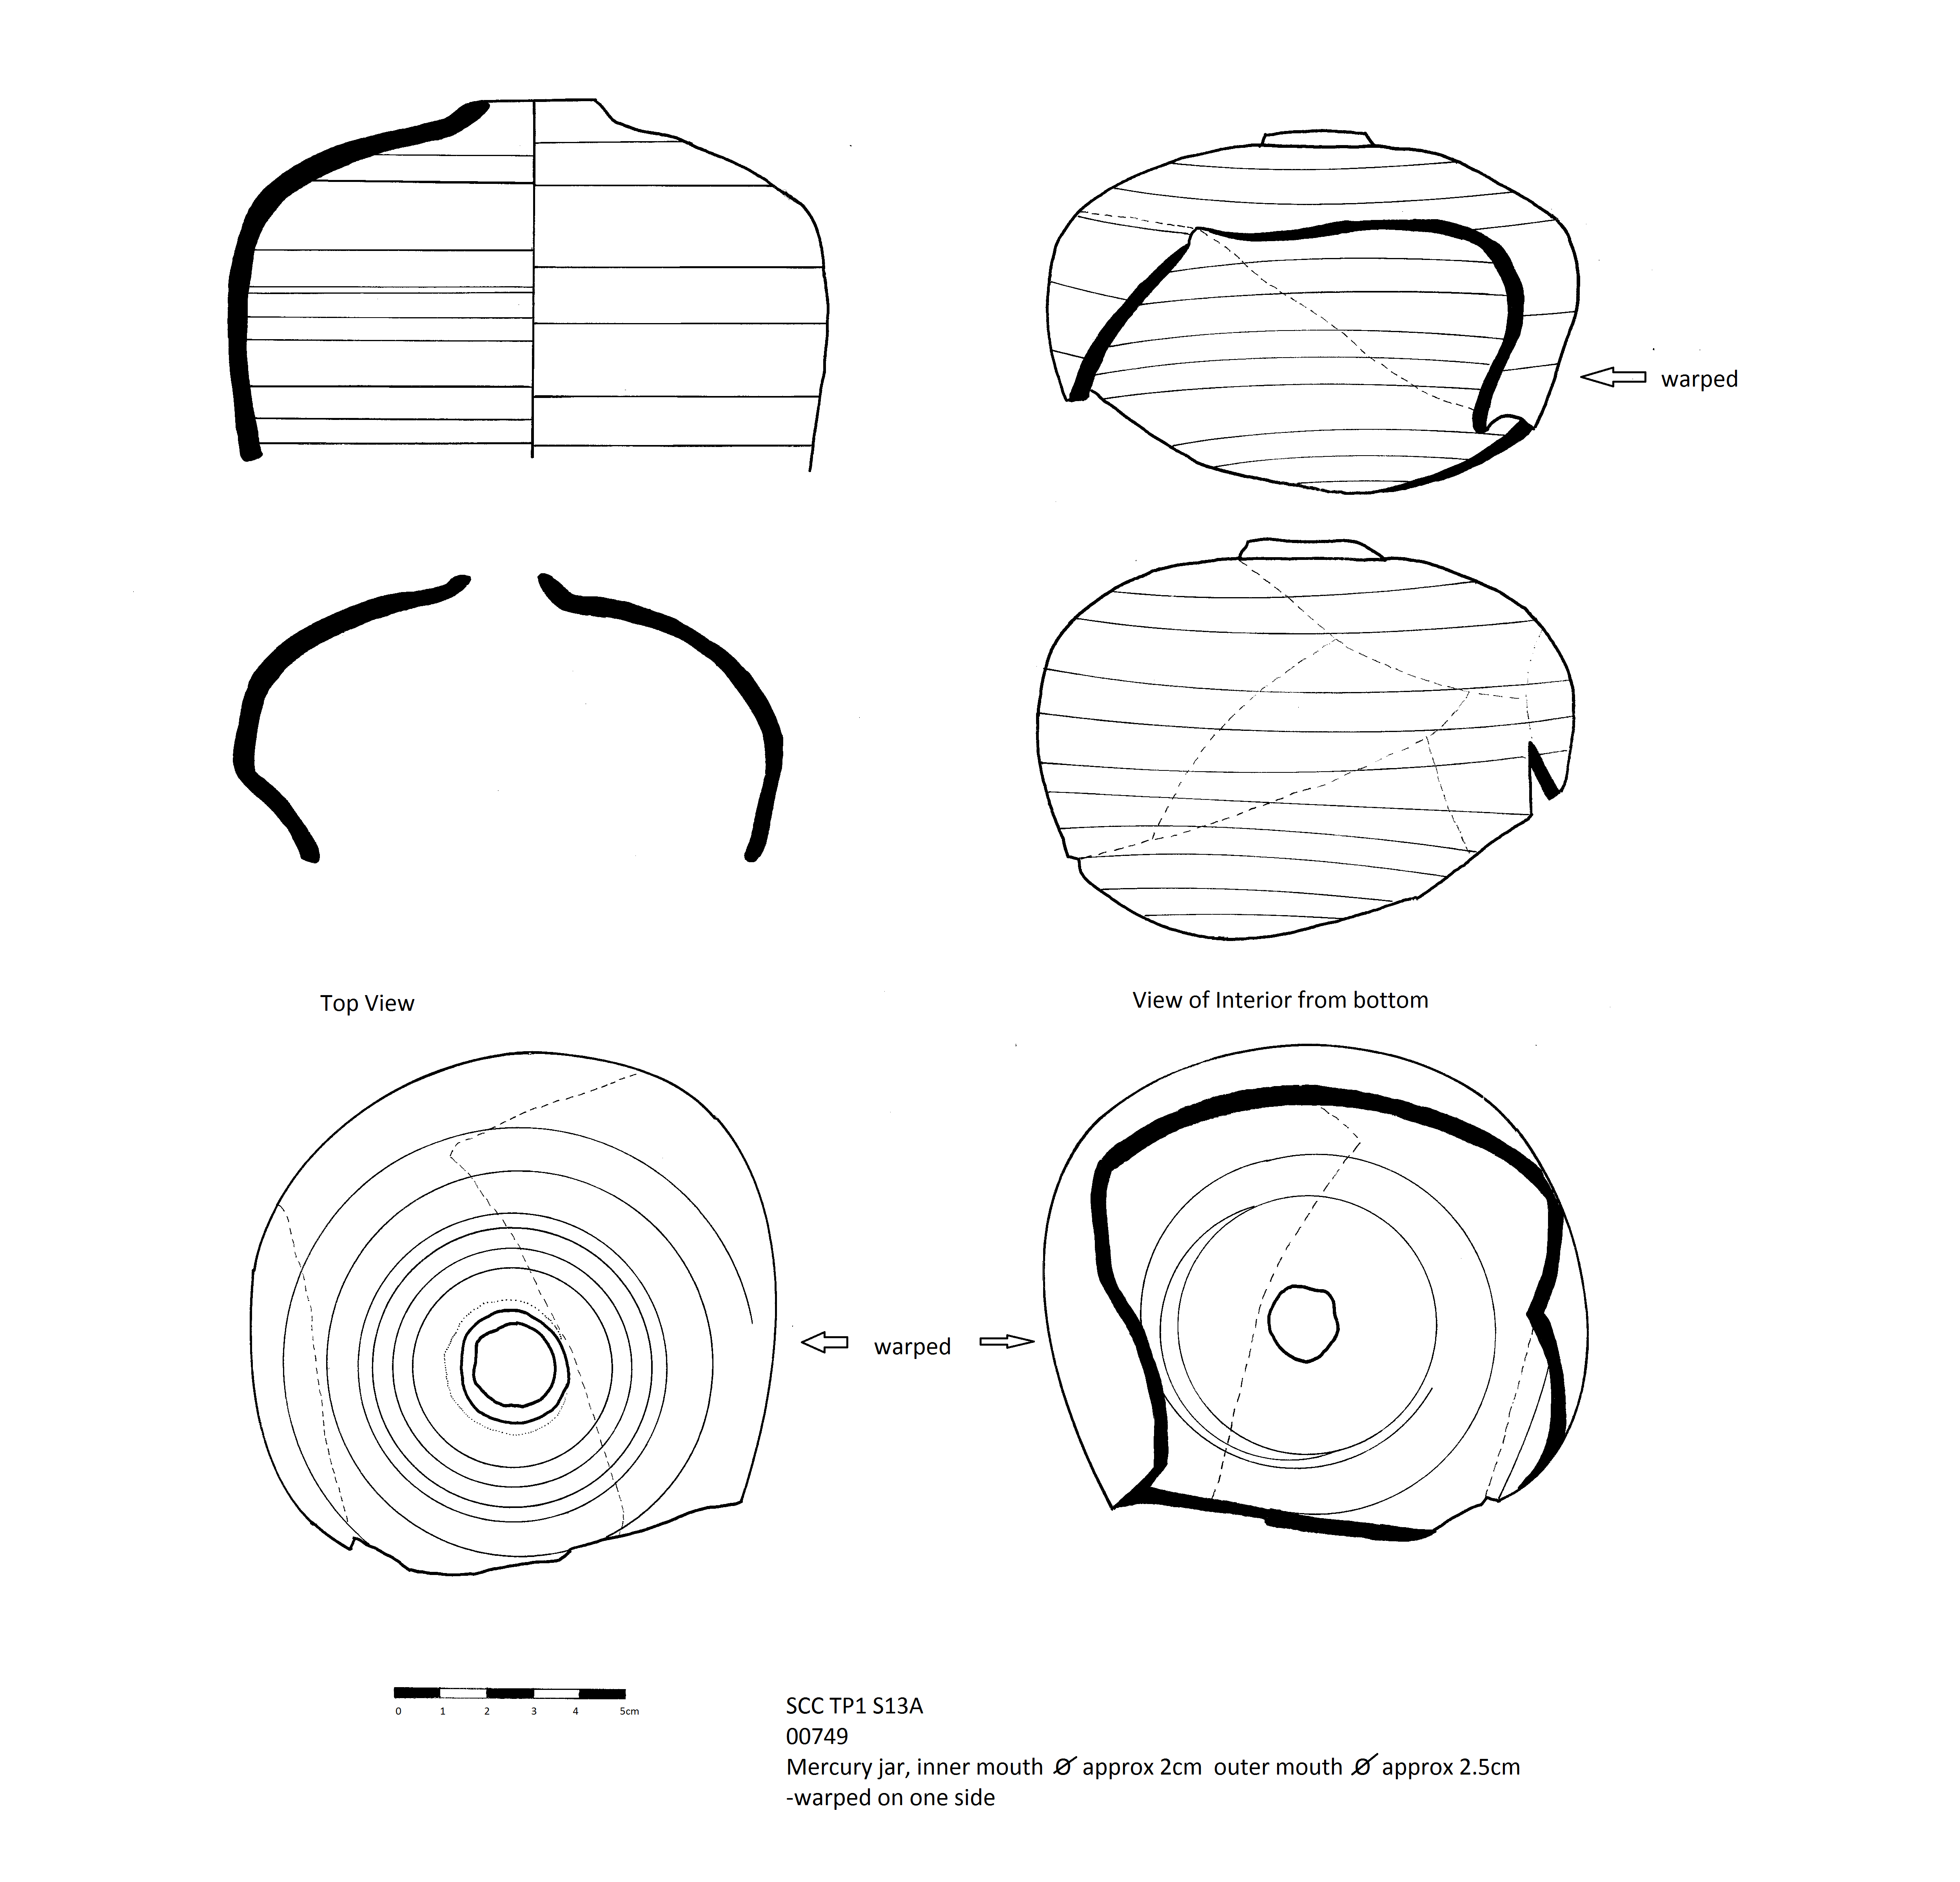 warped
Top View
View of Interior from bottom
warped
0 1 2 3 4 5cm
SCC TP1 S13A
00749
Mercury jar, inner mouth Ø approx 2cm outer mouth Ø approx 2.5cm
-warped on one side